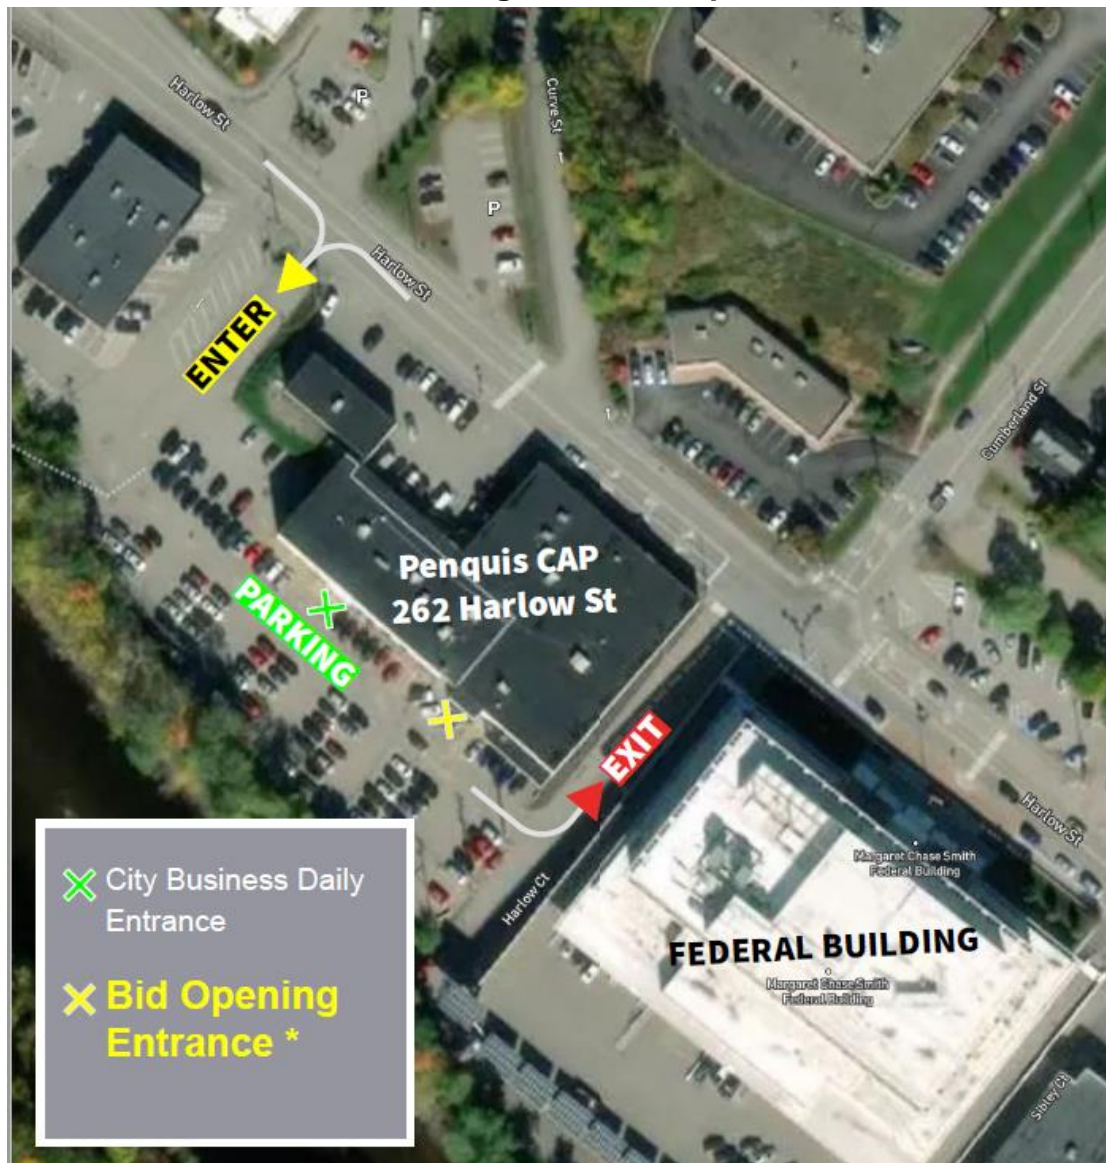 Harlow St
P
Curve St
P
Harlow St
ENTER
Cumberland St
Penquis CAP
262 Harlow St
PARKING
EXIT
Harlow St
Margaret Chase Smith
Federal Building
Harlow Ct
FEDERAL BUILDING
Margaret Chase Smith
Federal Building
Sibley Ct
City Business Daily
Entrance
Bid Opening
Entrance *